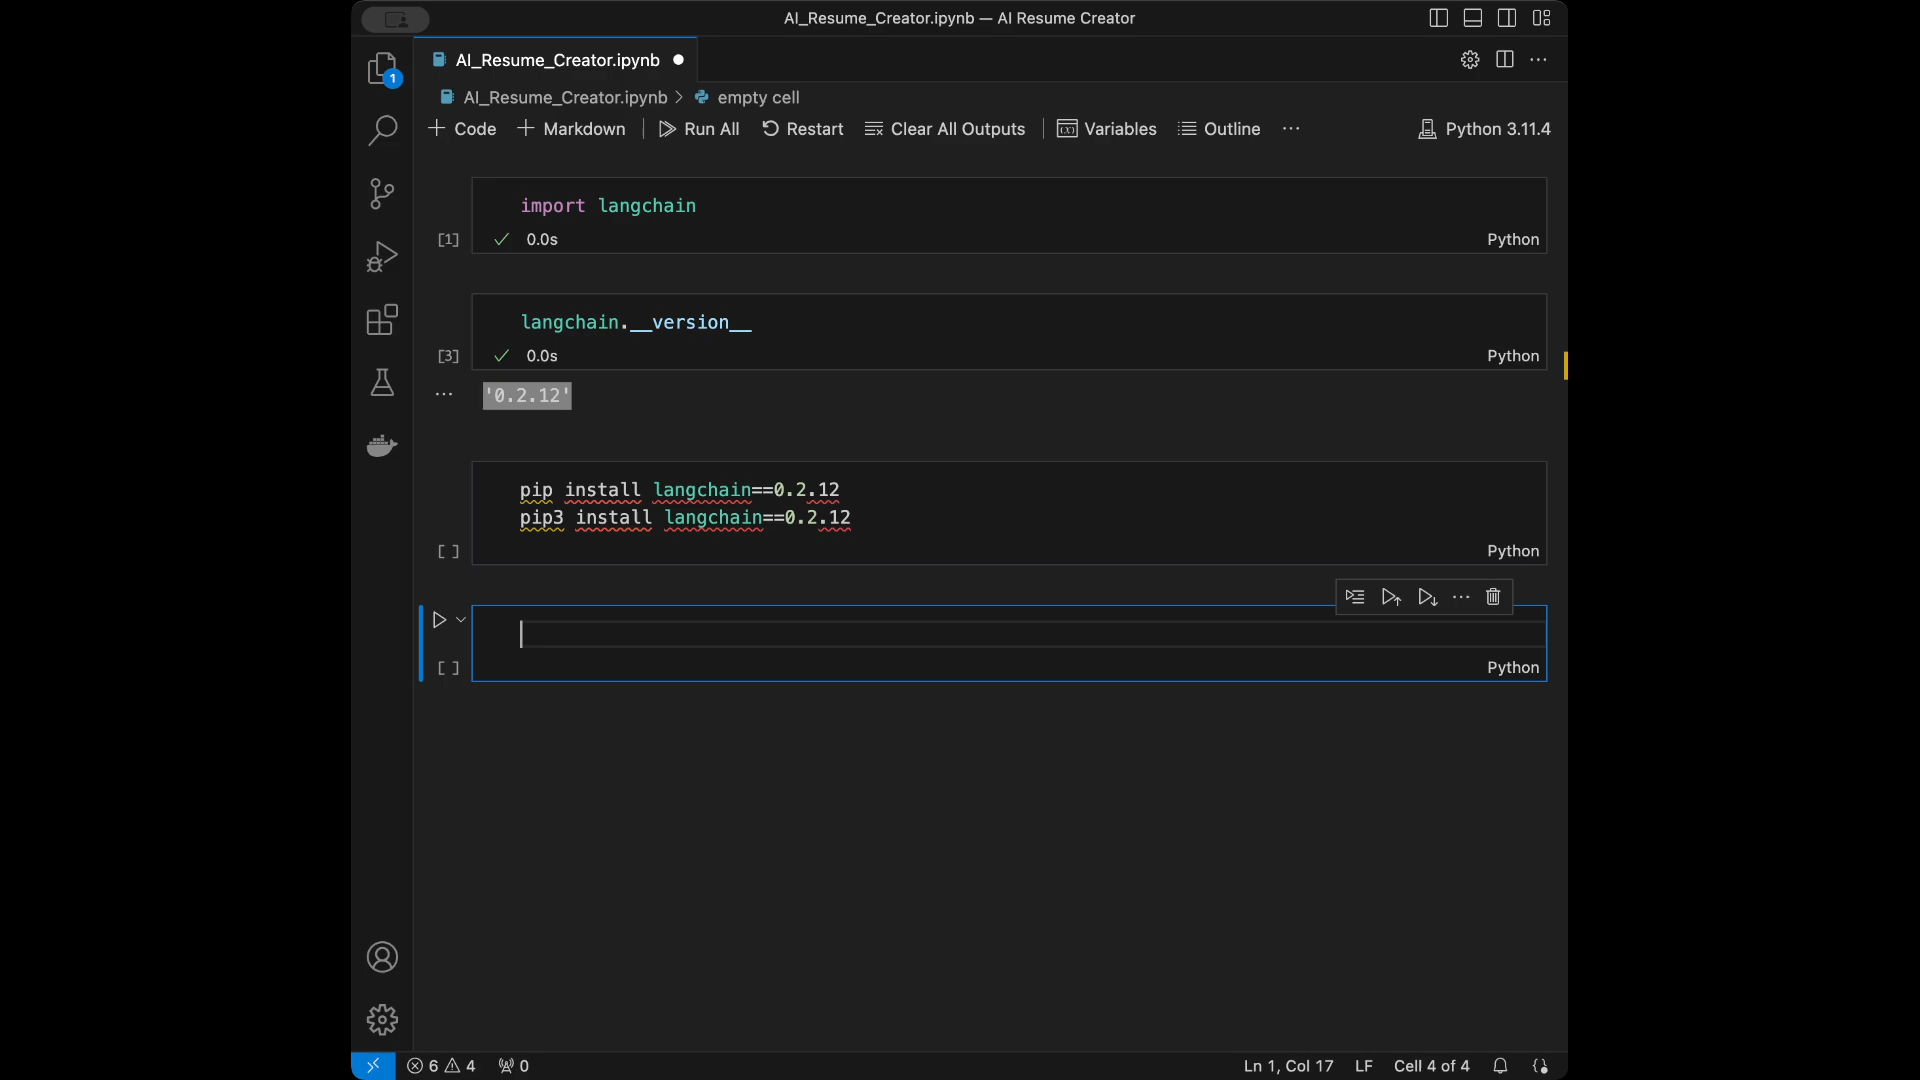 AI_Resume_Creator.ipynb — AI Resume Creator
AI_Resume_Creator.ipynb
1
AI_Resume_Creator.ipynb > empty cell
+ Code + Markdown Run All Restart Clear All Outputs Variables Outline ... Python 3.11.4
import langchain
[1] ✓ 0.0s Python
langchain.__version__
[3] ✓ 0.0s Python
... '0.2.12'
pip install langchain==0.2.12
pip3 install langchain==0.2.12
[ ] Python
[ ] Python
6 4 0 Ln 1, Col 17 LF Cell 4 of 4